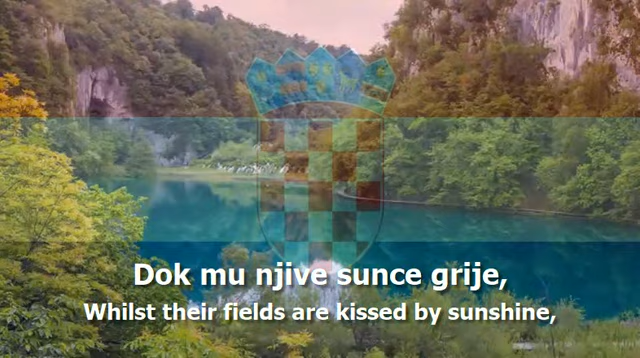 Dok mu njive sunce grije,
Whilst their fields are kissed by sunshine,